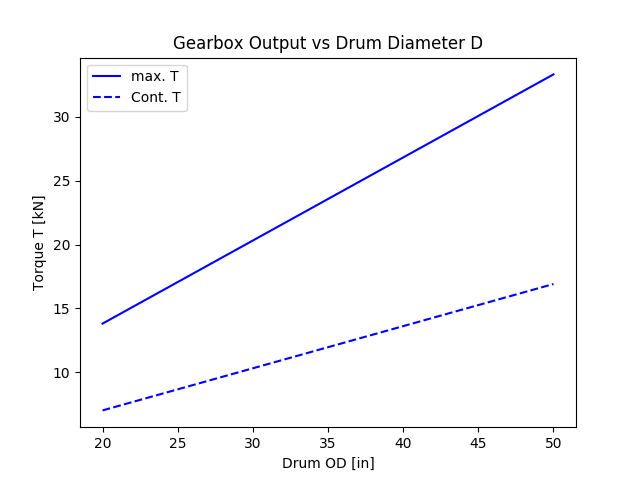 Gearbox Output vs Drum Diameter D
max. T
Cont. T
30
25
20
15
10
Torque T [kN]
20 25 30 35 40 45 50
Drum OD [in]